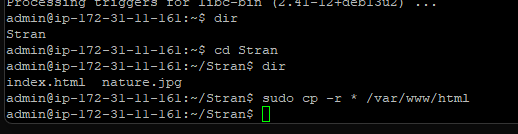 Processing triggers for libc-bin (2.41-12+deb13u2) ...
admin@ip-172-31-11-161:~$ dir
Stran
admin@ip-172-31-11-161:~$ cd Stran
admin@ip-172-31-11-161:~/Stran$ dir
index.html  nature.jpg
admin@ip-172-31-11-161:~/Stran$ sudo cp -r * /var/www/html
admin@ip-172-31-11-161:~/Stran$